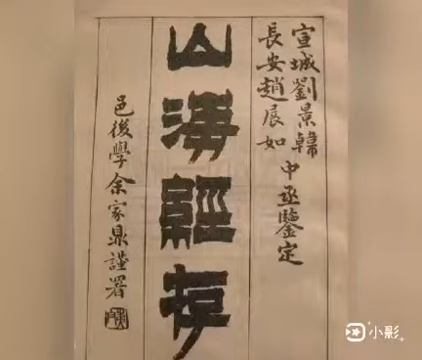 宣城劉景韓
長安趙展如
中丞鑒定
山海經存
邑後學余家鼎謹署
小影